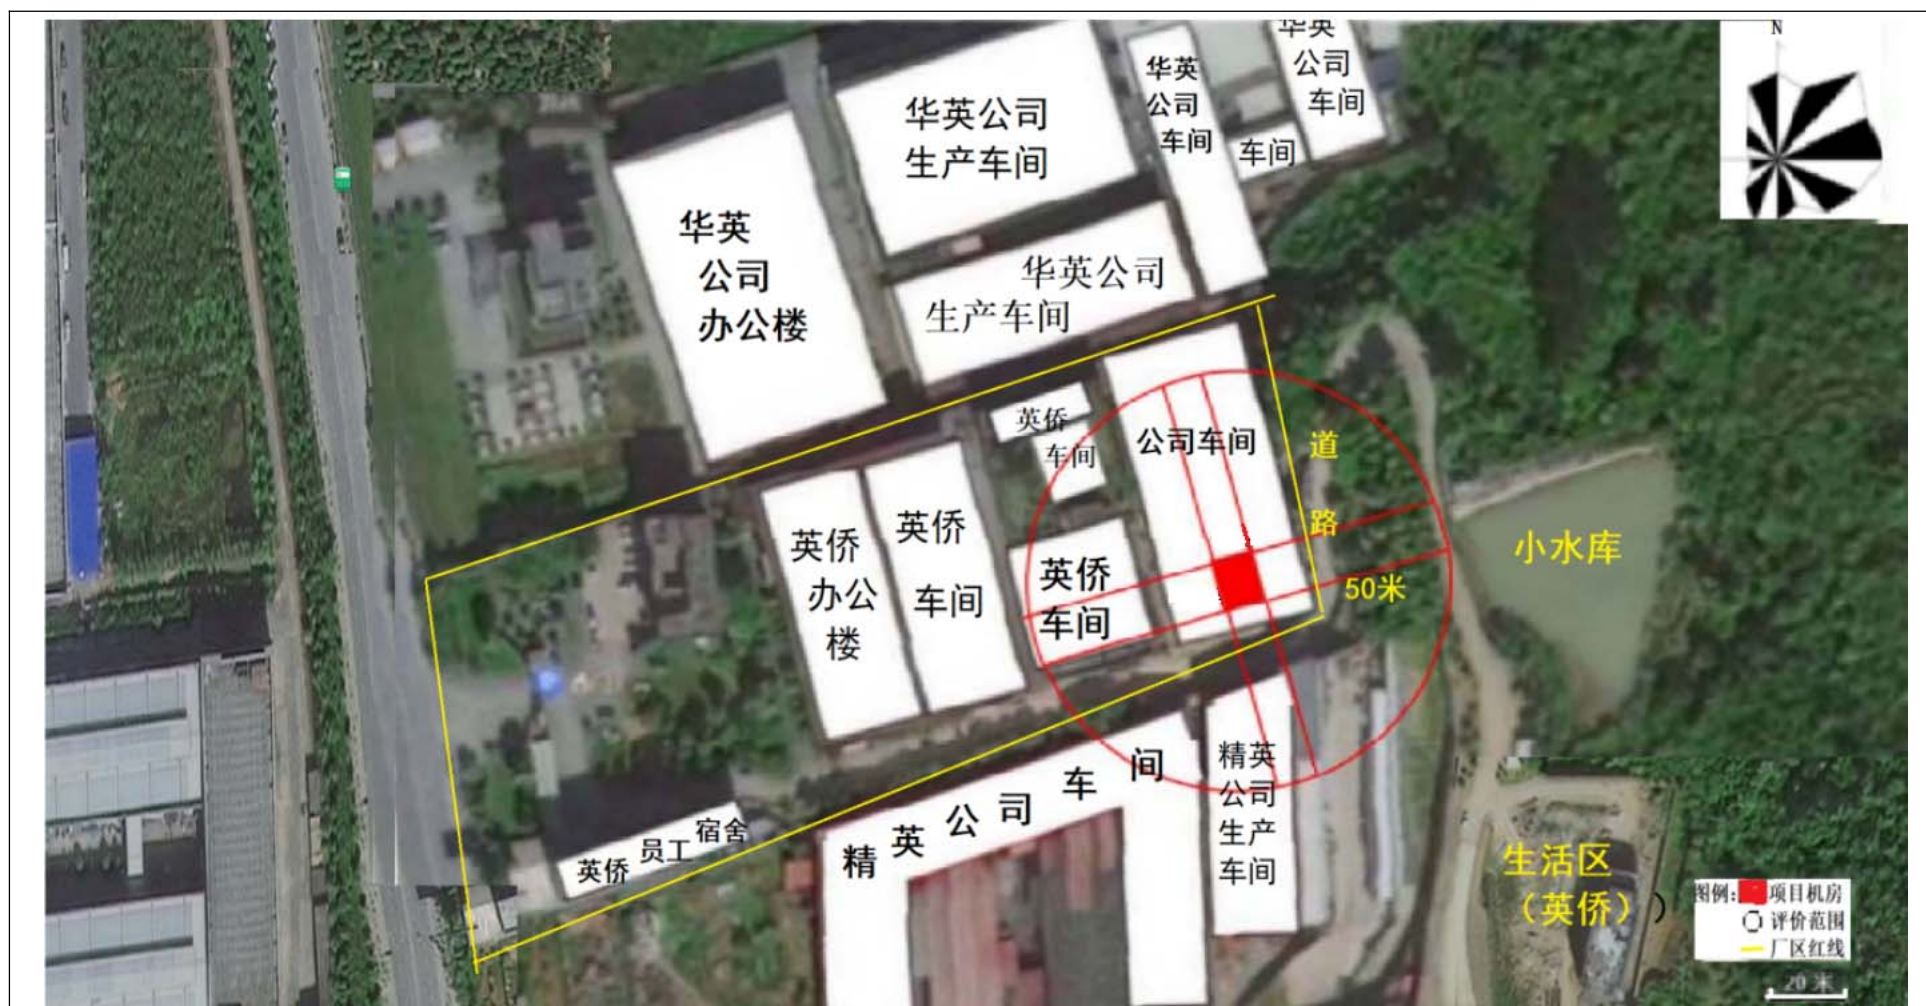 N
华英
公司
车间
华英
公司
车间
车间
华英公司
生产车间
华英
公司
办公楼
华英公司
生产车间
英侨
车间
公司车间
道
路
50米
小水库
英侨
办公
楼
英侨
车间
英侨
车间
精英公司车间
精英
公司
生产
车间
英侨员工宿舍
生活区
（英侨））
图例：项目机房
评价范围
厂区红线
20 米